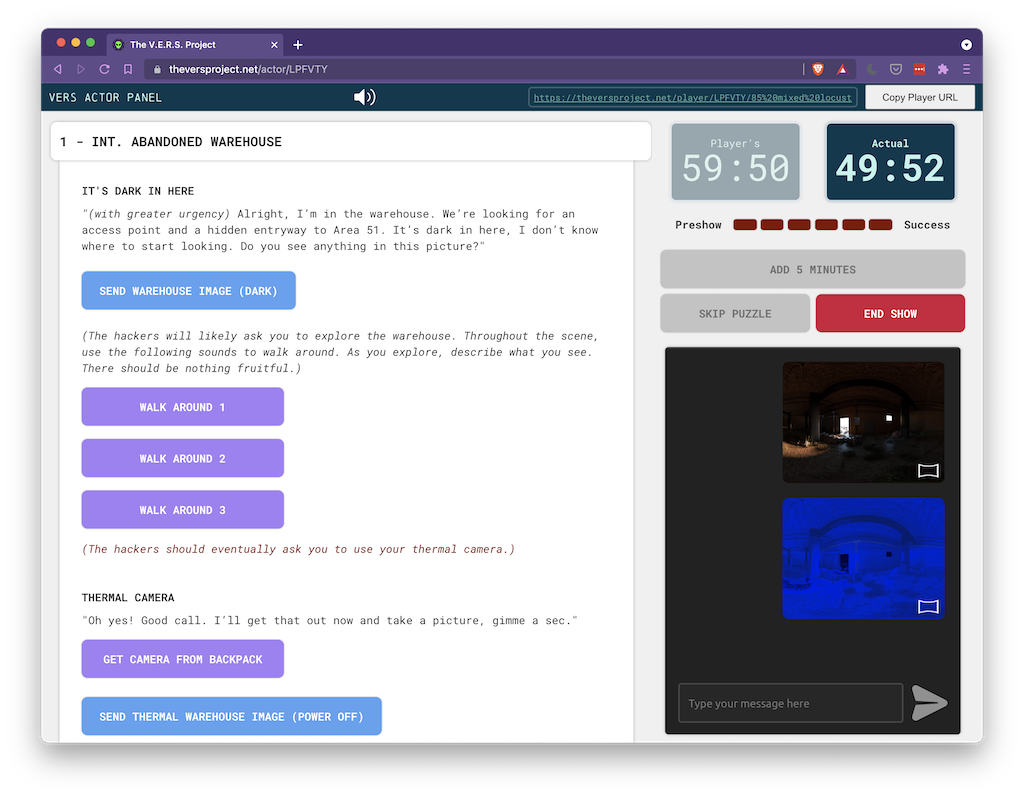 The V.E.R.S. Project
theversproject.net/actor/LPFVTY
VERS ACTOR PANEL
https://theversproject.net/player/LPFVTY/85%20mixed%20locust
Copy Player URL
1 - INT. ABANDONED WAREHOUSE
Player's
59:50
Actual
49:52
Preshow
Success
ADD 5 MINUTES
SKIP PUZZLE
END SHOW
IT'S DARK IN HERE
"(with greater urgency) Alright, I’m in the warehouse. We’re looking for an
access point and a hidden entryway to Area 51. It’s dark in here, I don’t know
where to start looking. Do you see anything in this picture?"
SEND WAREHOUSE IMAGE (DARK)
(The hackers will likely ask you to explore the warehouse. Throughout the scene,
use the following sounds to walk around. As you explore, describe what you see.
There should be nothing fruitful.)
WALK AROUND 1
WALK AROUND 2
WALK AROUND 3
(The hackers should eventually ask you to use your thermal camera.)
THERMAL CAMERA
"Oh yes! Good call. I’ll get that out now and take a picture, gimme a sec."
GET CAMERA FROM BACKPACK
SEND THERMAL WAREHOUSE IMAGE (POWER OFF)
Type your message here